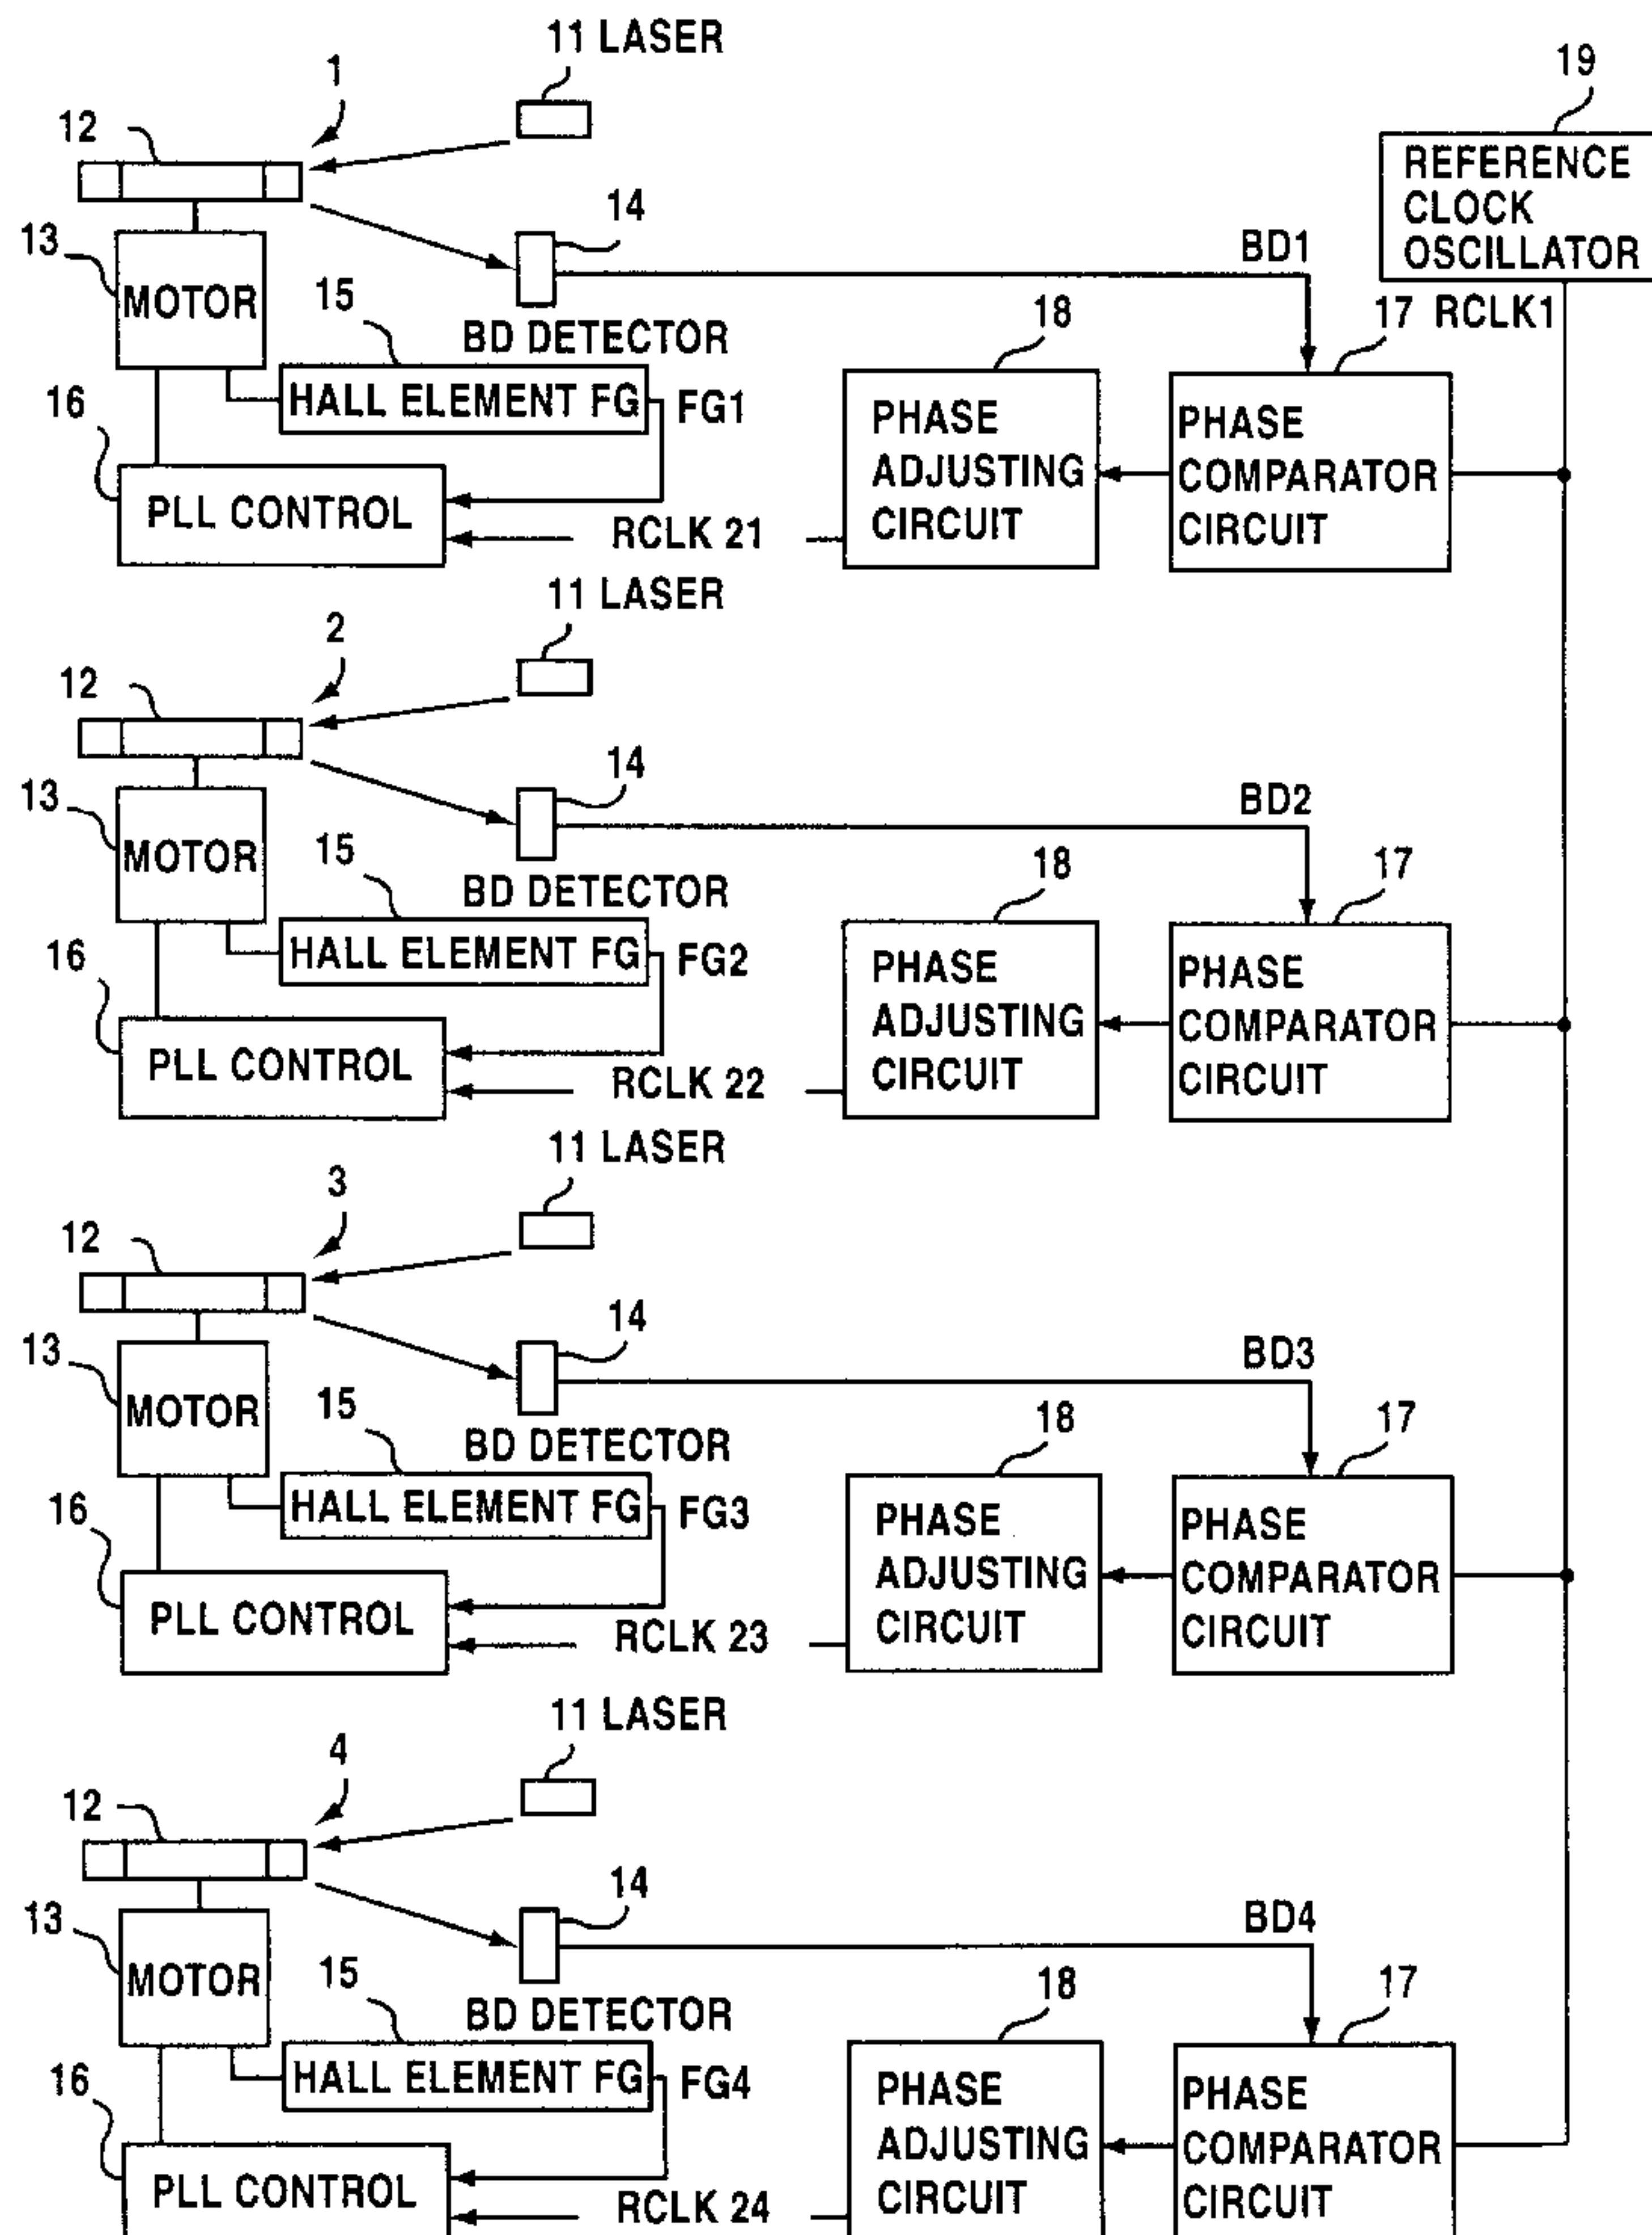 11 LASER
1
19
12
REFERENCE
CLOCK
OSCILLATOR
14
13
BD1
MOTOR
15
18
17 RCLK1
BD DETECTOR
16
HALL ELEMENT FG
FG1
PHASE
ADJUSTING
CIRCUIT
PHASE
COMPARATOR
CIRCUIT
PLL CONTROL
RCLK 21
11 LASER
2
12
14
13
BD2
MOTOR
15
18
17
BD DETECTOR
16
HALL ELEMENT FG
FG2
PHASE
ADJUSTING
CIRCUIT
PHASE
COMPARATOR
CIRCUIT
PLL CONTROL
RCLK 22
11 LASER
3
12
14
13
BD3
MOTOR
15
18
17
BD DETECTOR
16
HALL ELEMENT FG
FG3
PHASE
ADJUSTING
CIRCUIT
PHASE
COMPARATOR
CIRCUIT
PLL CONTROL
RCLK 23
11 LASER
4
12
14
13
BD4
MOTOR
15
18
17
BD DETECTOR
16
HALL ELEMENT FG
FG4
PHASE
ADJUSTING
CIRCUIT
PHASE
COMPARATOR
CIRCUIT
PLL CONTROL
RCLK 24